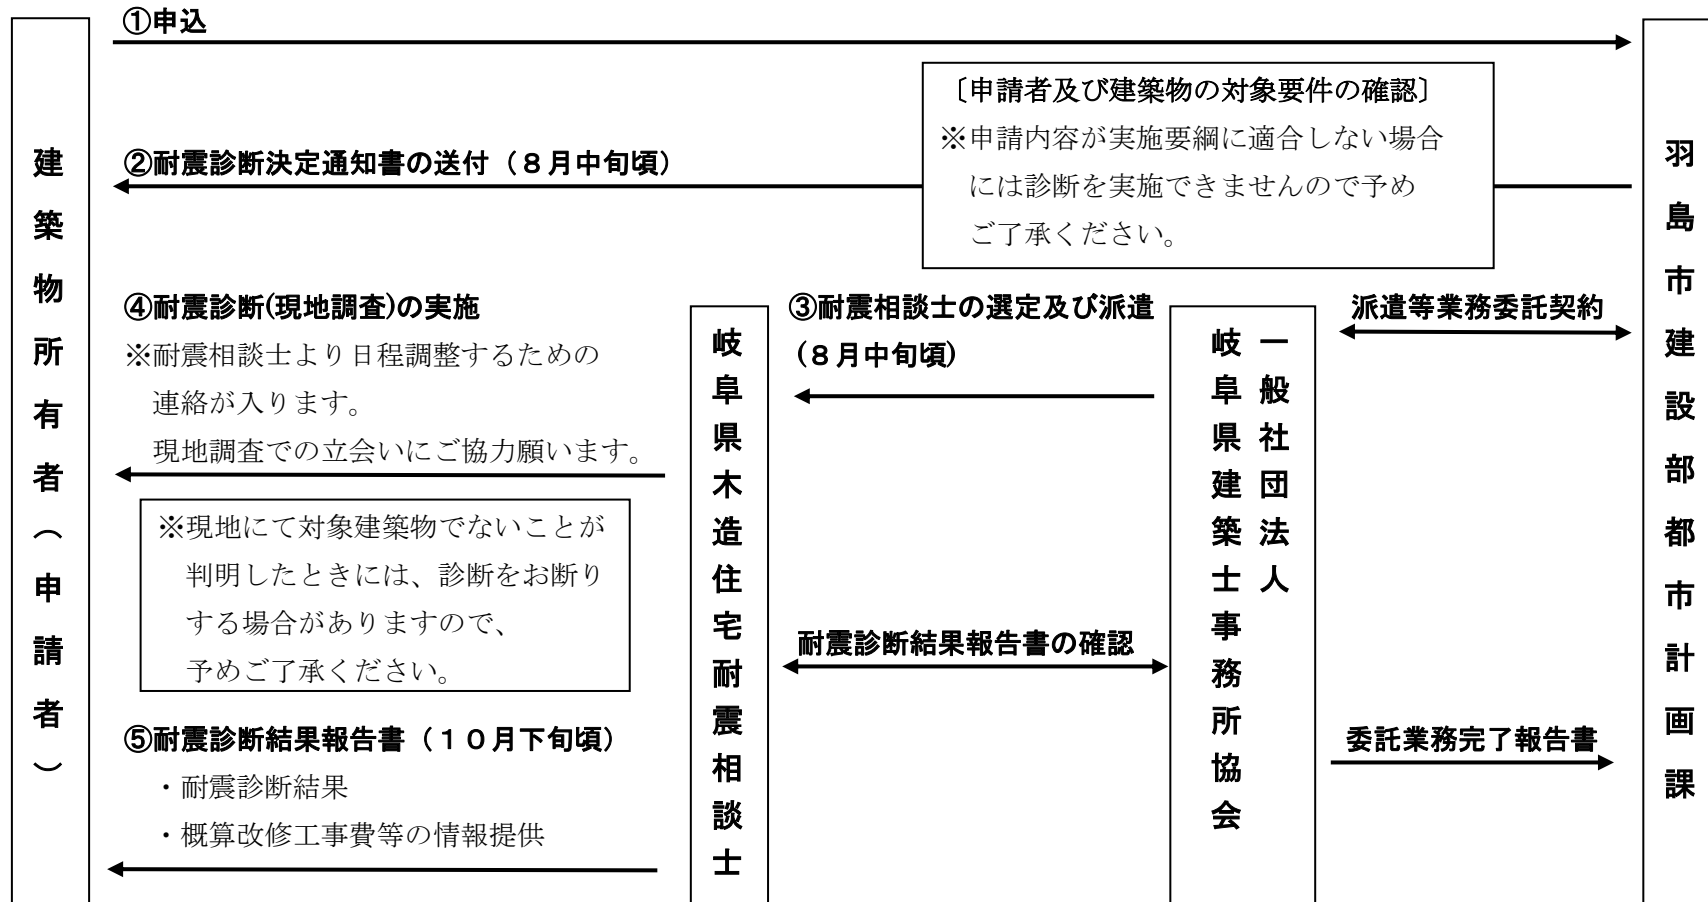 ①申込
〔申請者及び建築物の対象要件の確認〕
※申請内容が実施要綱に適合しない場合
には診断を実施できませんので予め
ご了承ください。
②耐震診断決定通知書の送付（８月中旬頃）
建築物所有者（申請者）
④耐震診断(現地調査)の実施
※耐震相談士より日程調整するための
連絡が入ります。
現地調査での立会いにご協力願います。
※現地にて対象建築物でないことが
判明したときには、診断をお断り
する場合がありますので、
予めご了承ください。
⑤耐震診断結果報告書（１０月下旬頃）
・耐震診断結果
・概算改修工事費等の情報提供
岐阜県木造住宅耐震相談士
③耐震相談士の選定及び派遣
(８月中旬頃)
耐震診断結果報告書の確認
一般社団法人
岐阜県建築士事務所協会
派遣等業務委託契約
委託業務完了報告書
羽島市建設部都市計画課